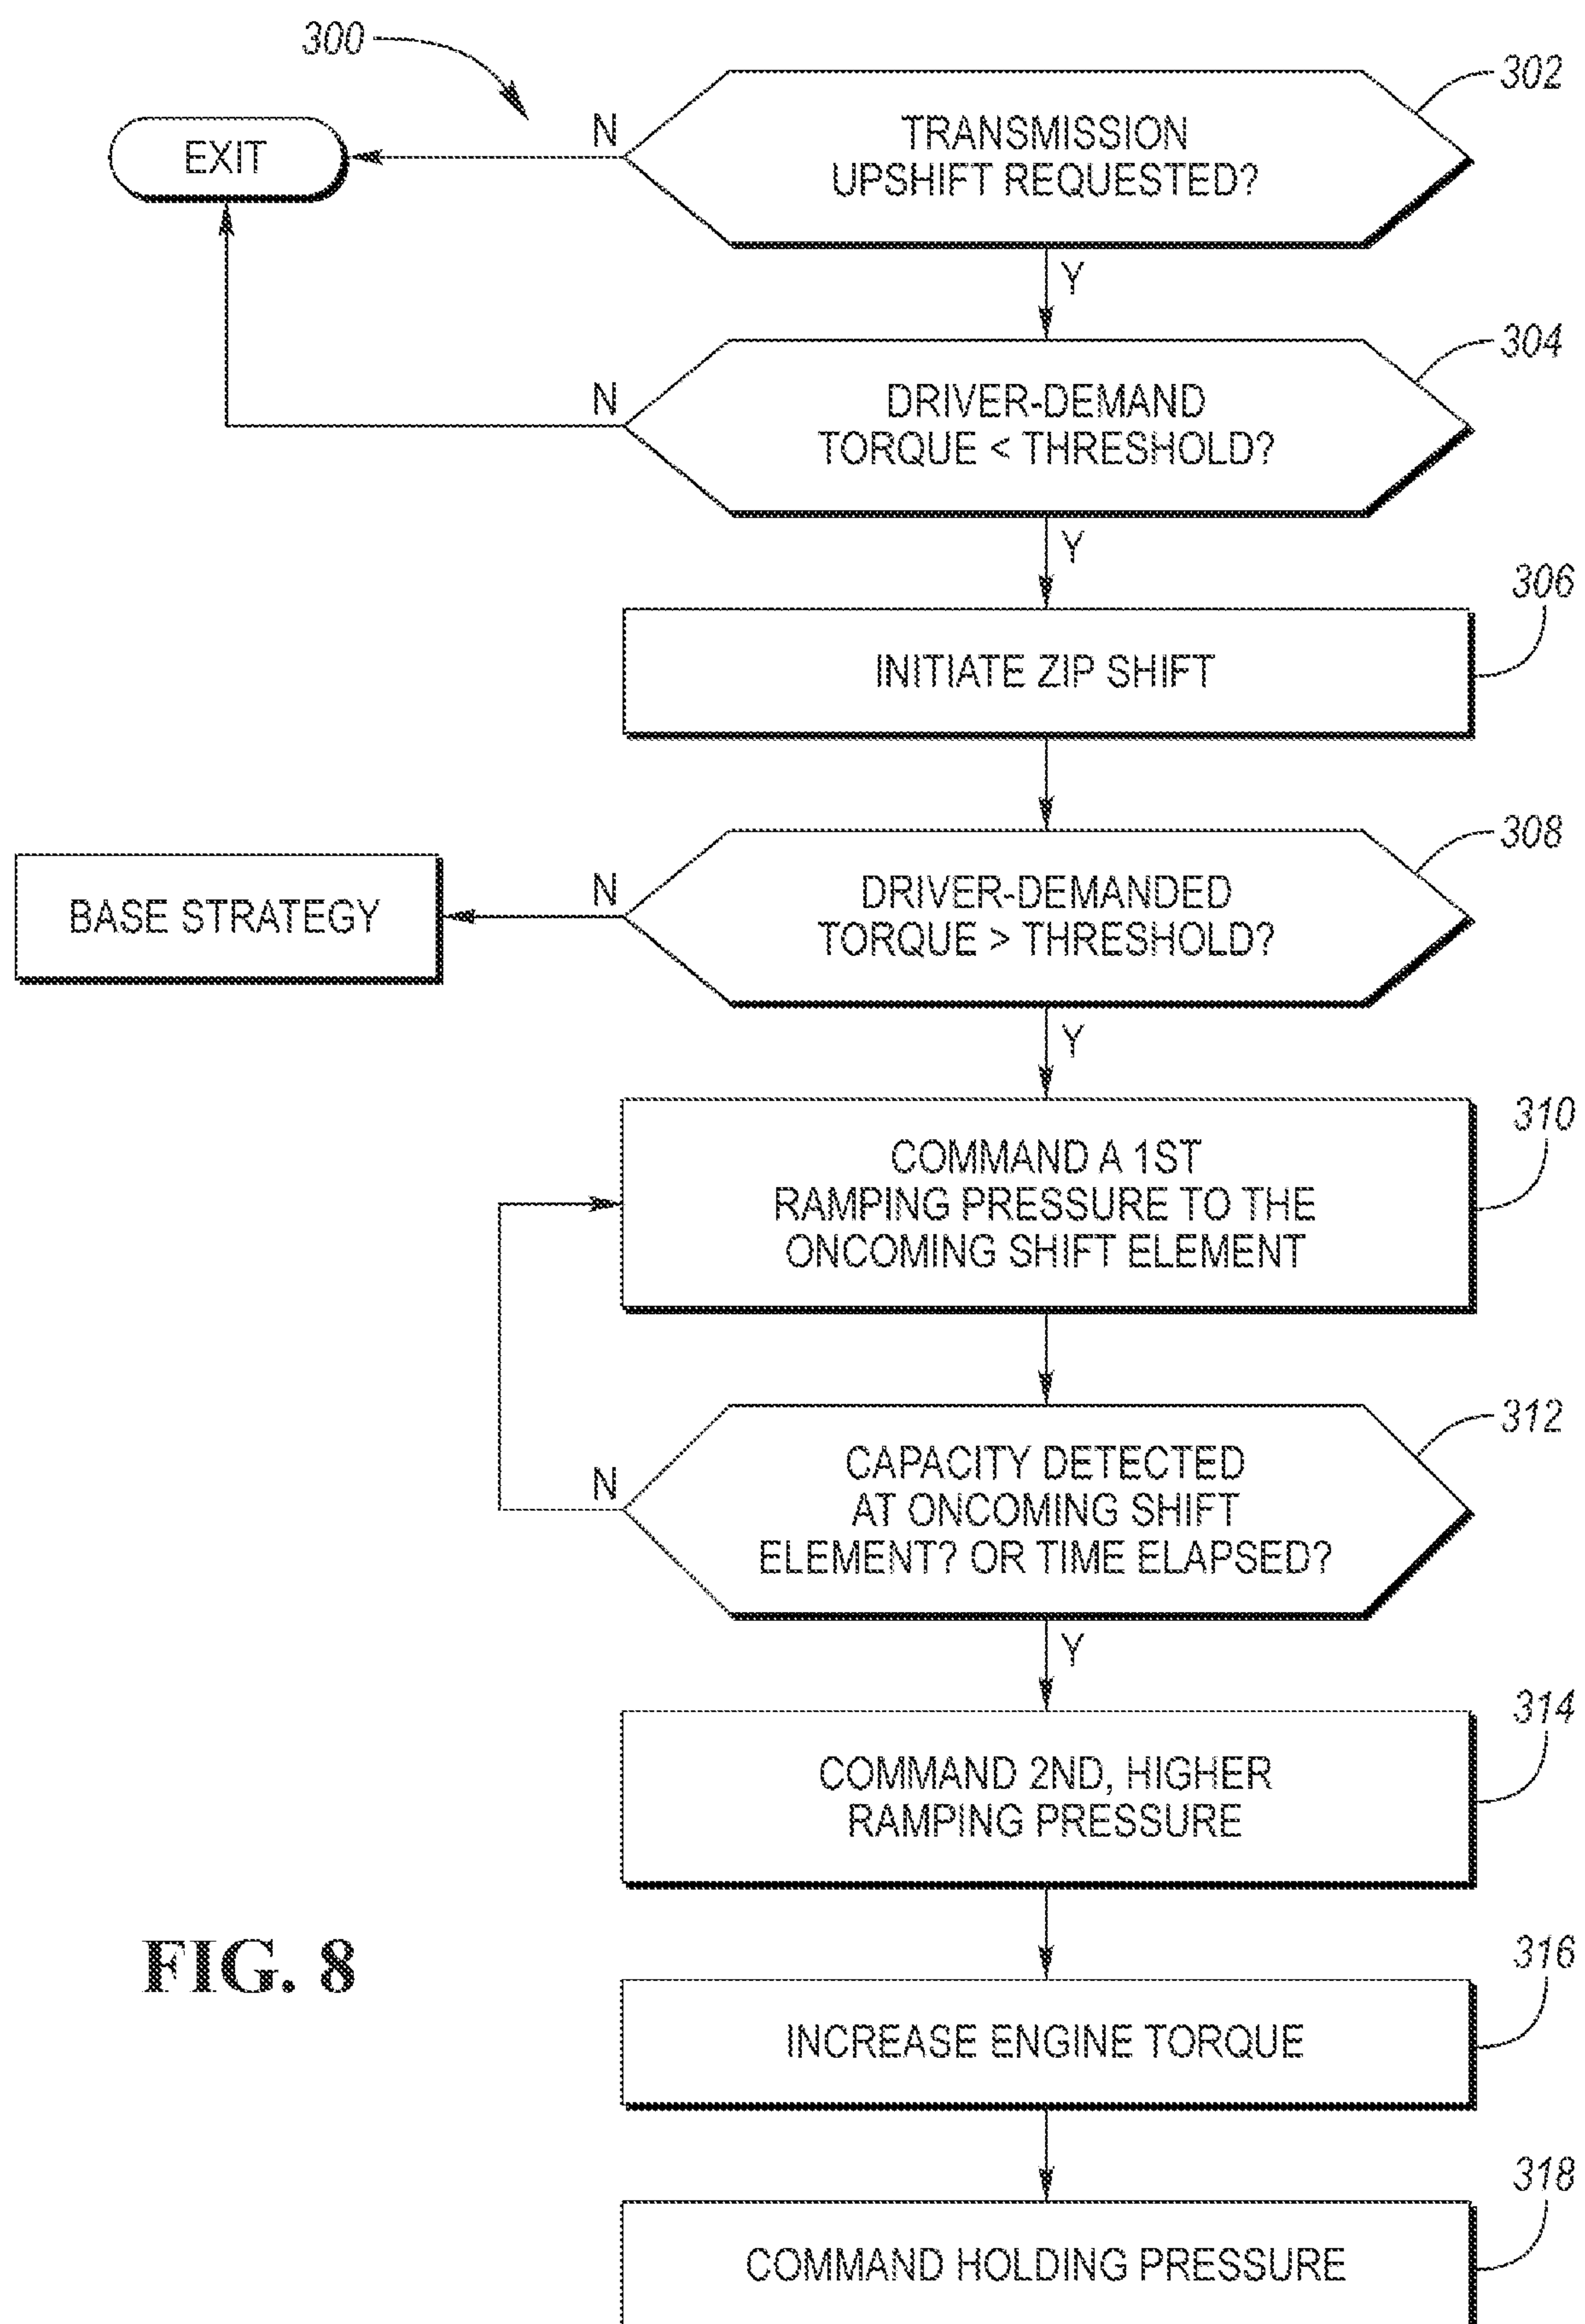 300
302
TRANSMISSION
UPSHIFT REQUESTED?
N
EXIT
Y
304
DRIVER-DEMAND
TORQUE < THRESHOLD?
N
Y
306
INITIATE ZIP SHIFT
308
DRIVER-DEMANDED
TORQUE > THRESHOLD?
N
BASE STRATEGY
Y
310
COMMAND A 1ST
RAMPING PRESSURE TO THE
ONCOMING SHIFT ELEMENT
312
CAPACITY DETECTED
AT ONCOMING SHIFT
ELEMENT? OR TIME ELAPSED?
N
Y
314
COMMAND 2ND, HIGHER
RAMPING PRESSURE
316
INCREASE ENGINE TORQUE
318
COMMAND HOLDING PRESSURE
FIG. 8